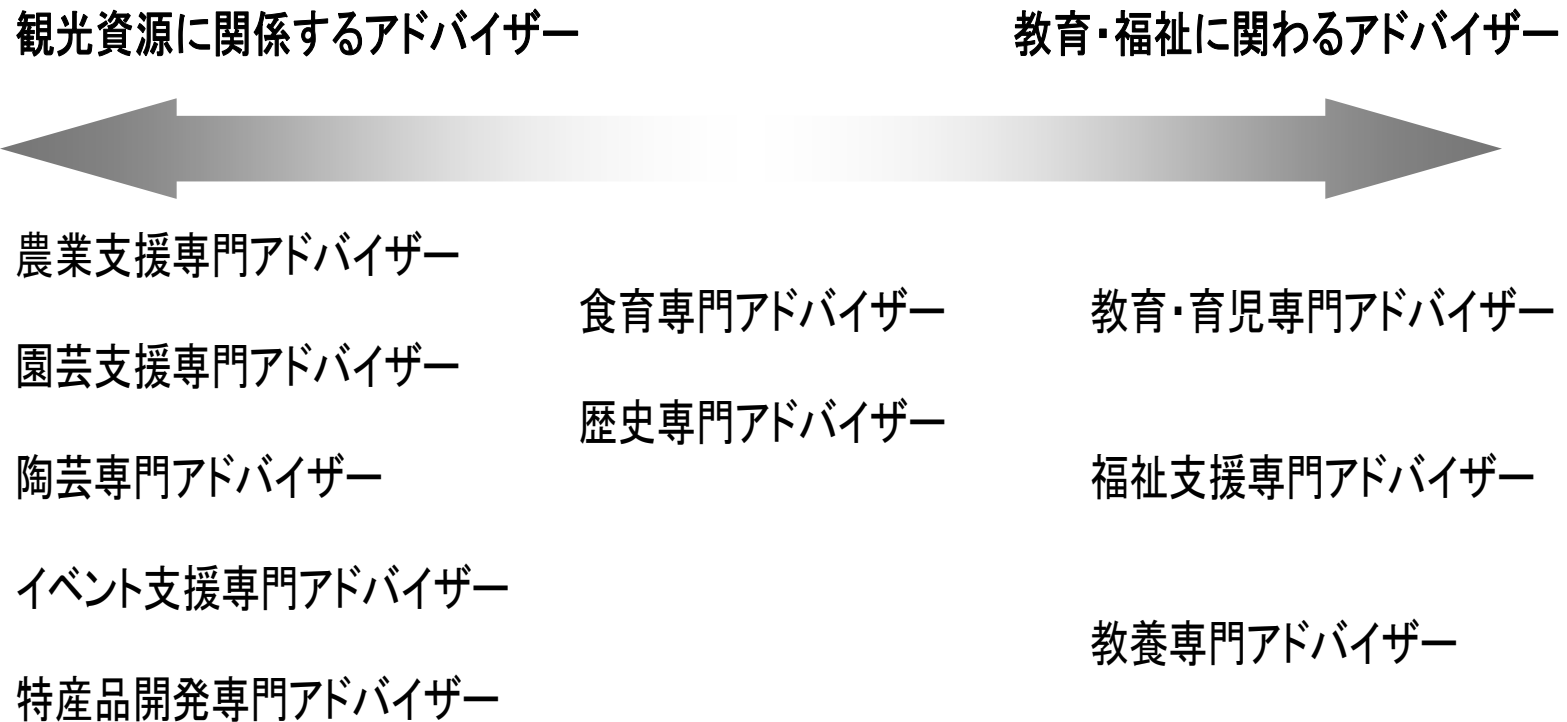 観光資源に関係するアドバイザー
教育・福祉に関わるアドバイザー
農業支援専門アドバイザー
園芸支援専門アドバイザー
陶芸専門アドバイザー
イベント支援専門アドバイザー
特産品開発専門アドバイザー
食育専門アドバイザー
歴史専門アドバイザー
教育・育児専門アドバイザー
福祉支援専門アドバイザー
教養専門アドバイザー